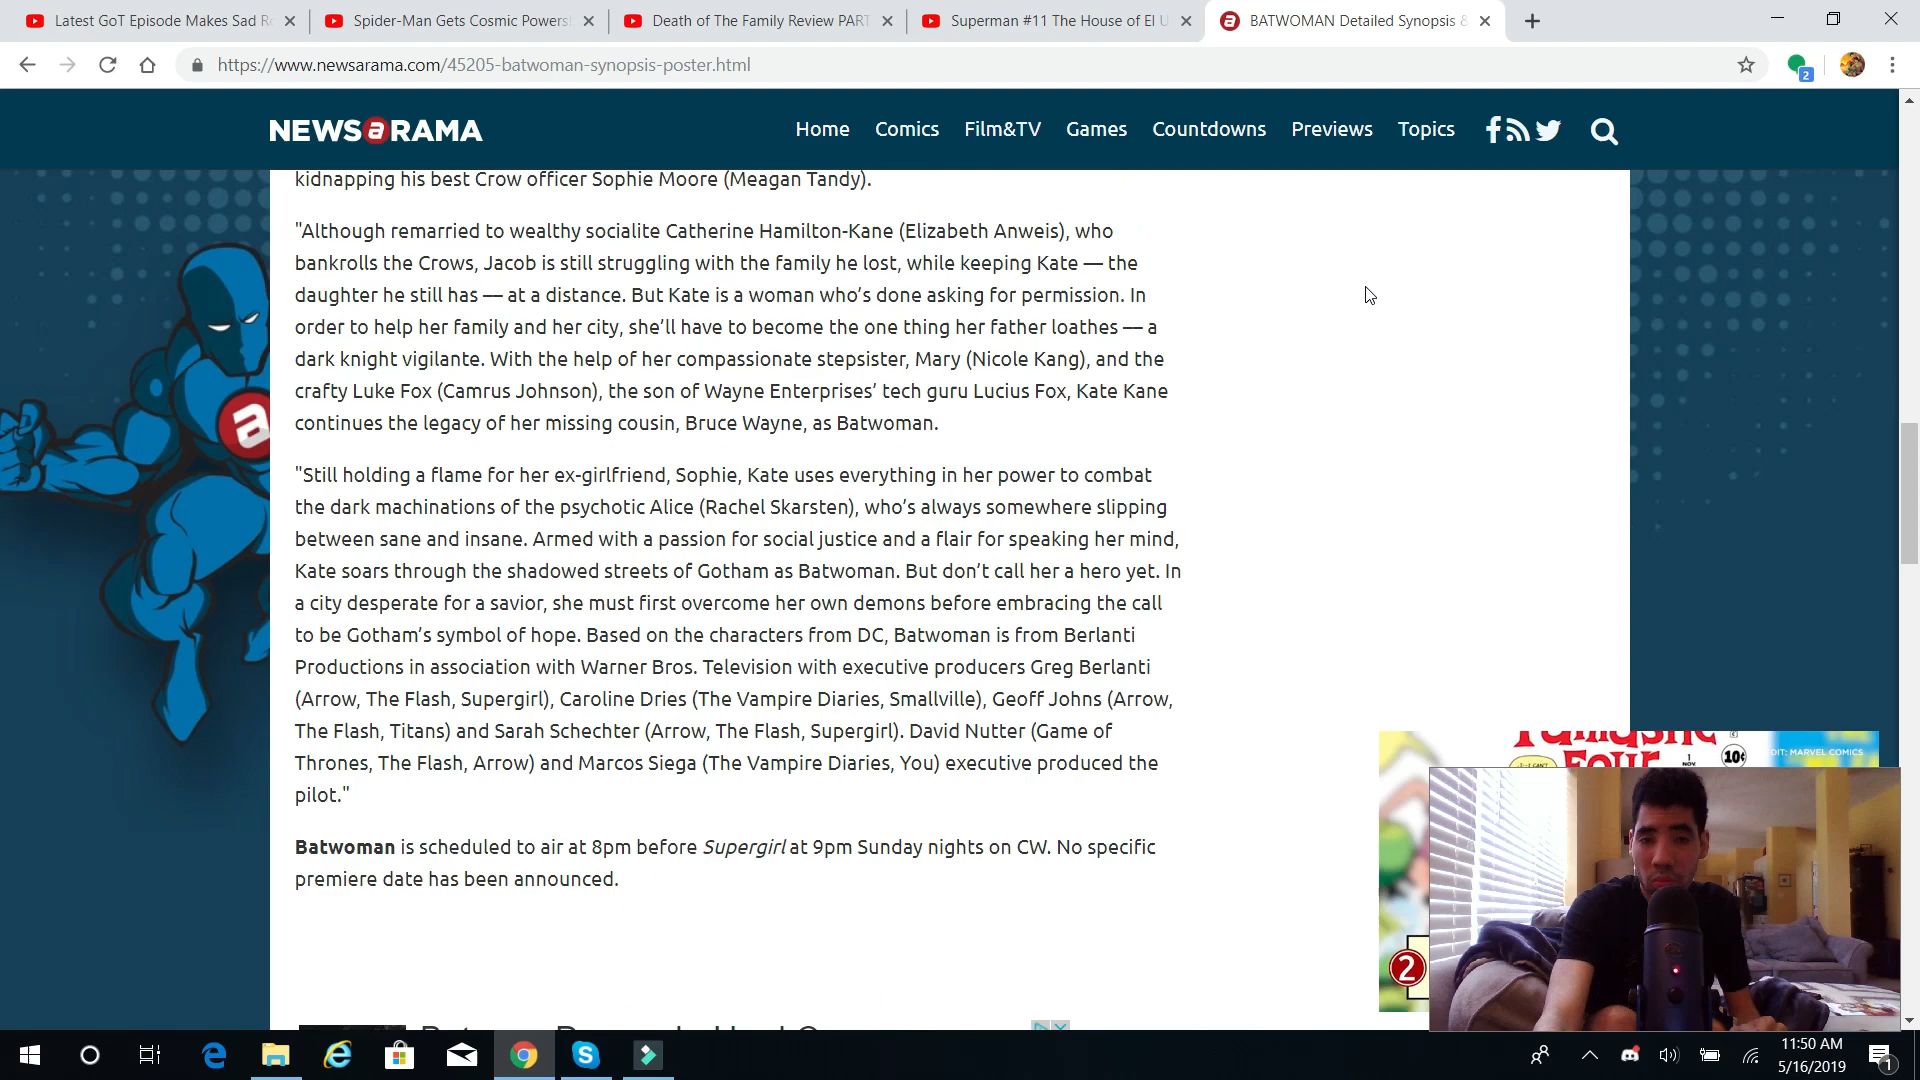 Latest GoT Episode Makes Sad R
Spider-Man Gets Cosmic Powers
Death of The Family Review PART
Superman #11 The House of El U
BATWOMAN Detailed Synopsis &
https://www.newsarama.com/45205-batwoman-synopsis-poster.html
2
NEWSaRAMA
Home
Comics
Film&TV
Games
Countdowns
Previews
Topics
kidnapping his best Crow officer Sophie Moore (Meagan Tandy).
"Although remarried to wealthy socialite Catherine Hamilton-Kane (Elizabeth Anweis), who
bankrolls the Crows, Jacob is still struggling with the family he lost, while keeping Kate — the
daughter he still has — at a distance. But Kate is a woman who’s done asking for permission. In
order to help her family and her city, she’ll have to become the one thing her father loathes — a
dark knight vigilante. With the help of her compassionate stepsister, Mary (Nicole Kang), and the
crafty Luke Fox (Camrus Johnson), the son of Wayne Enterprises’ tech guru Lucius Fox, Kate Kane
continues the legacy of her missing cousin, Bruce Wayne, as Batwoman.
"Still holding a flame for her ex-girlfriend, Sophie, Kate uses everything in her power to combat
the dark machinations of the psychotic Alice (Rachel Skarsten), who’s always somewhere slipping
between sane and insane. Armed with a passion for social justice and a flair for speaking her mind,
Kate soars through the shadowed streets of Gotham as Batwoman. But don’t call her a hero yet. In
a city desperate for a savior, she must first overcome her own demons before embracing the call
to be Gotham’s symbol of hope. Based on the characters from DC, Batwoman is from Berlanti
Productions in association with Warner Bros. Television with executive producers Greg Berlanti
(Arrow, The Flash, Supergirl), Caroline Dries (The Vampire Diaries, Smallville), Geoff Johns (Arrow,
The Flash, Titans) and Sarah Schechter (Arrow, The Flash, Supergirl). David Nutter (Game of
Thrones, The Flash, Arrow) and Marcos Siega (The Vampire Diaries, You) executive produced the
pilot."
Batwoman is scheduled to air at 8pm before Supergirl at 9pm Sunday nights on CW. No specific
premiere date has been announced.
Fantastic
Four
1
NOV.
10¢
DIT: MARVEL COMICS
2
11:50 AM
5/16/2019
1